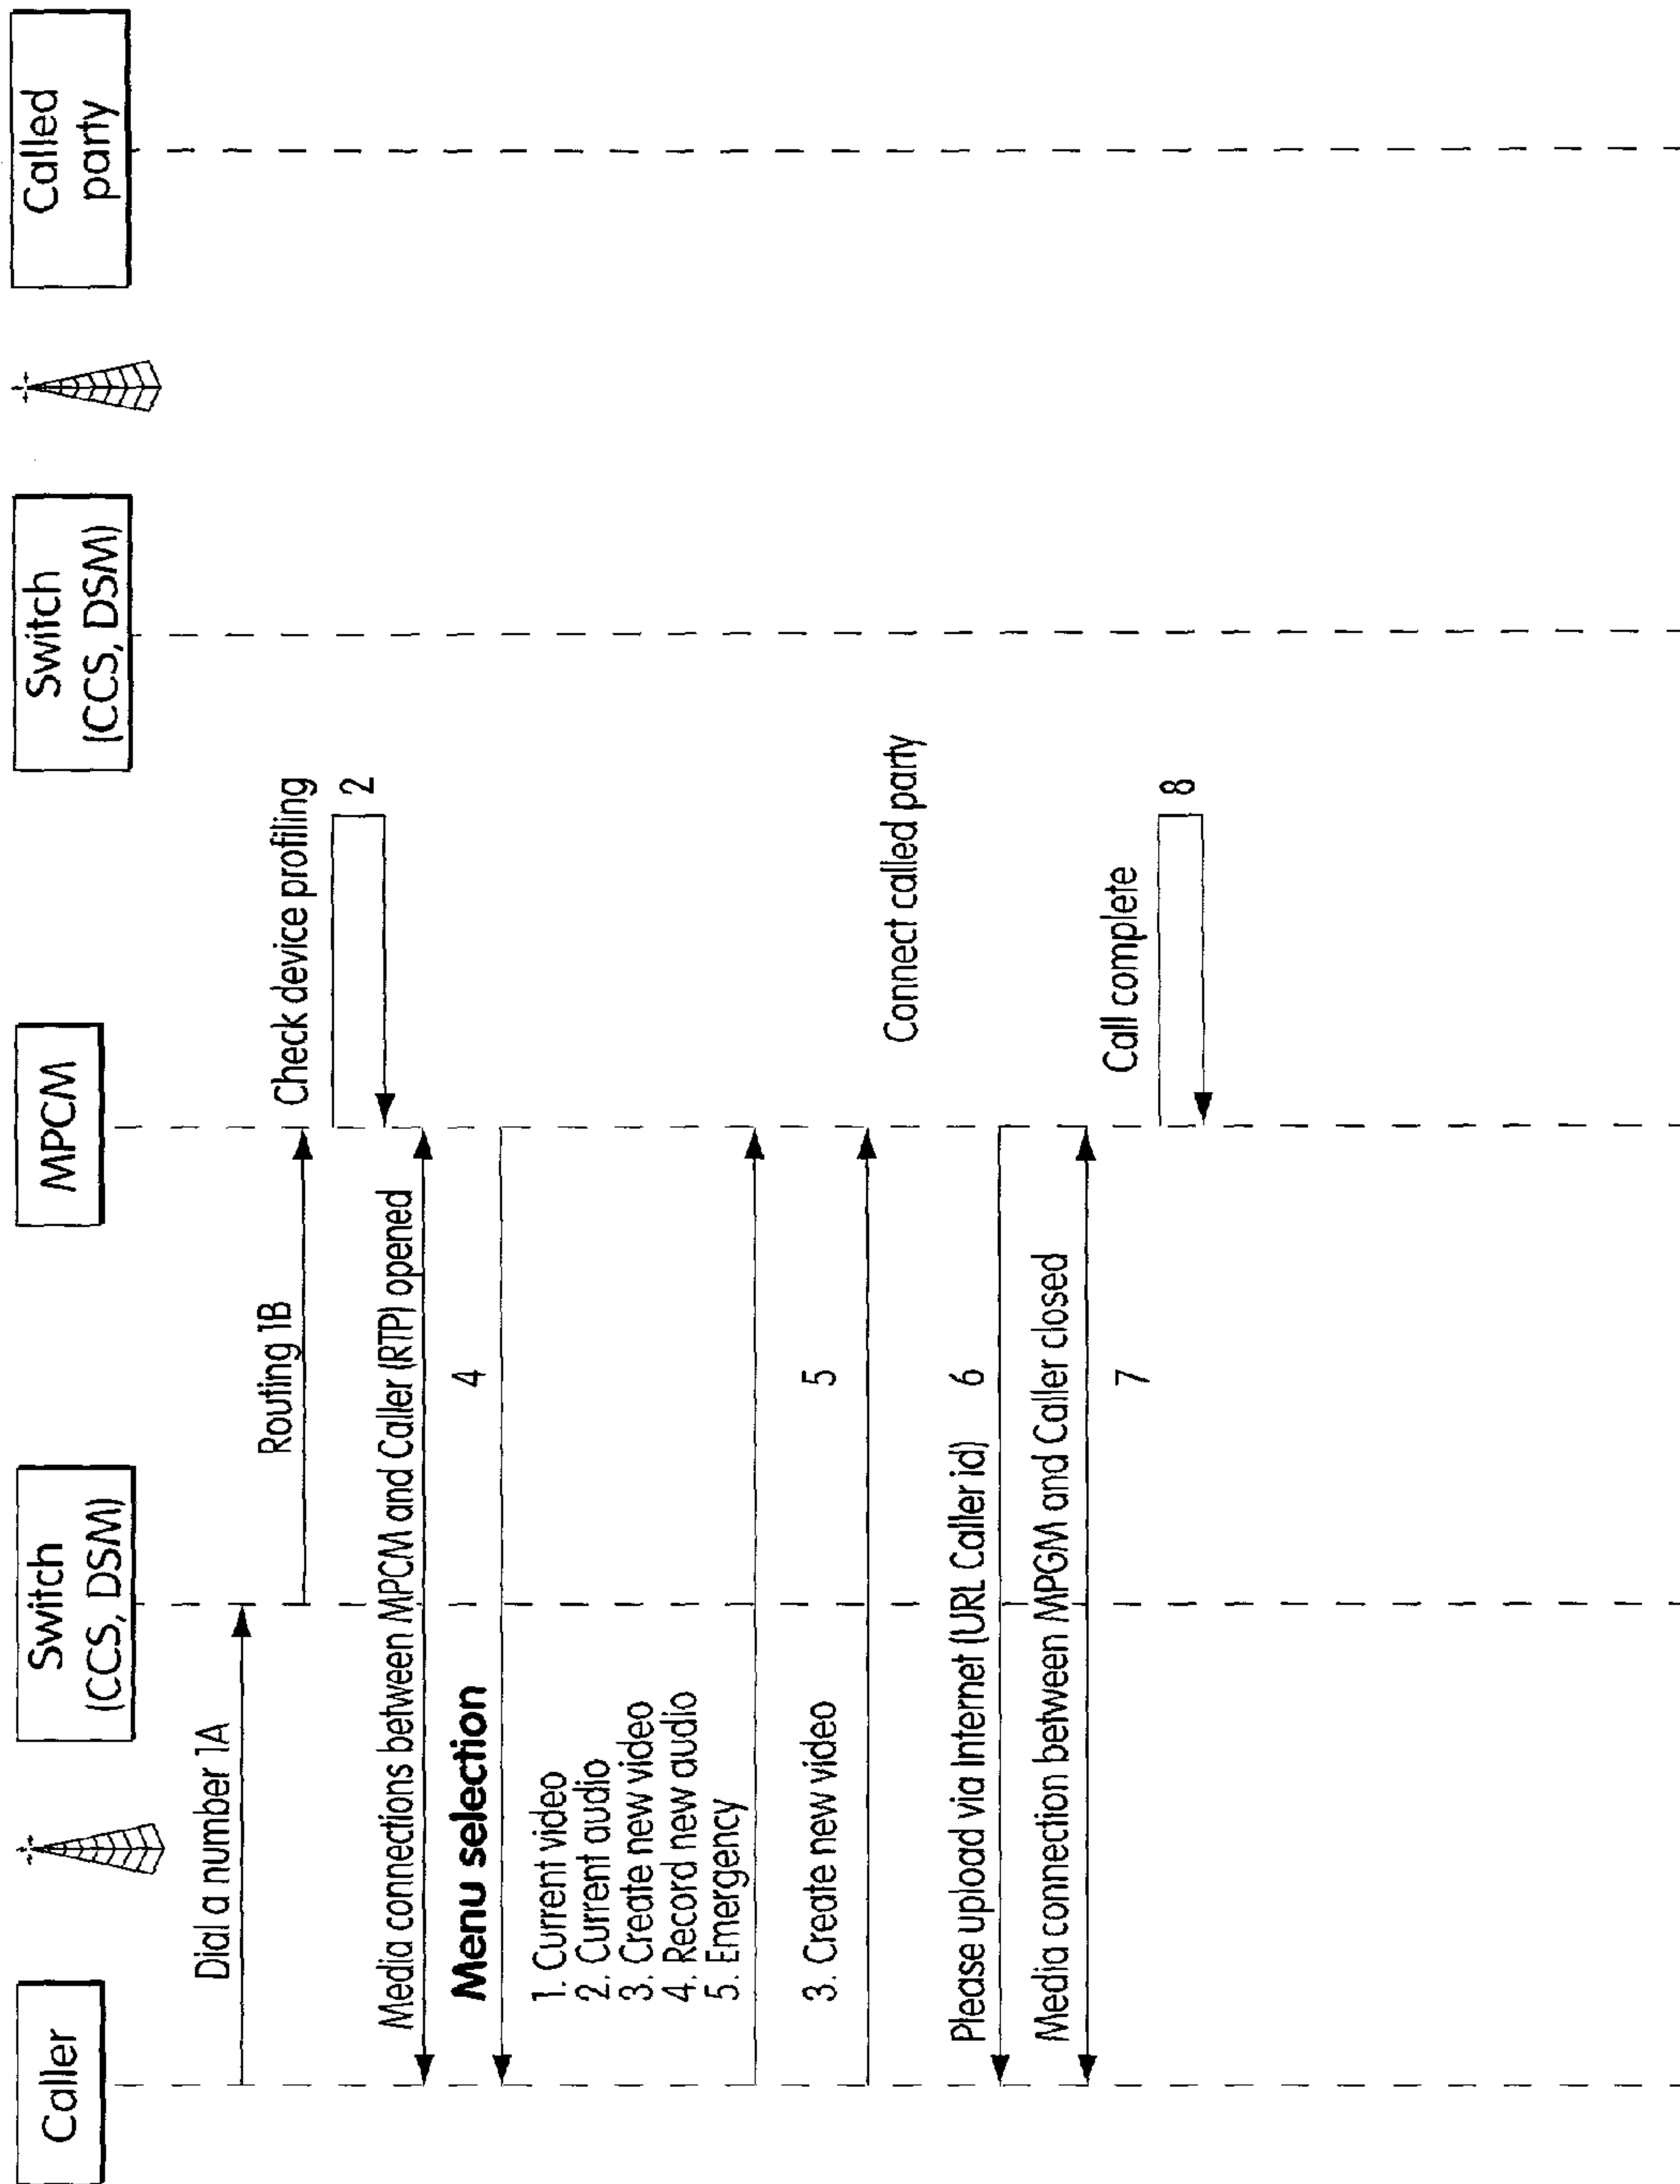 Caller
Switch
(CCS, DSM)
MPCM
Switch
(CCS, DSM)
Called
party
Dial a number 1A
Routing 1B
Check device profiling
2
Media connections between MPCM and Caller (RTP) opened
Menu selection
4
1. Current video
2. Current audio
3. Create new video
4. Record new audio
5. Emergency
3. Create new video
5
Connect called party
Please upload via Internet (URL Caller id)
6
Media connection between MPGM and Caller closed
7
Call complete
8